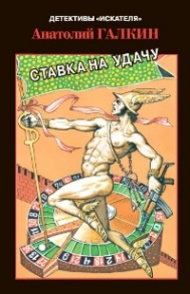 ДЕТЕКТИВЫ «ИСКАТЕЛЯ»
Анатолий ГАЛКИН
СТАВКА НА УДАЧУ